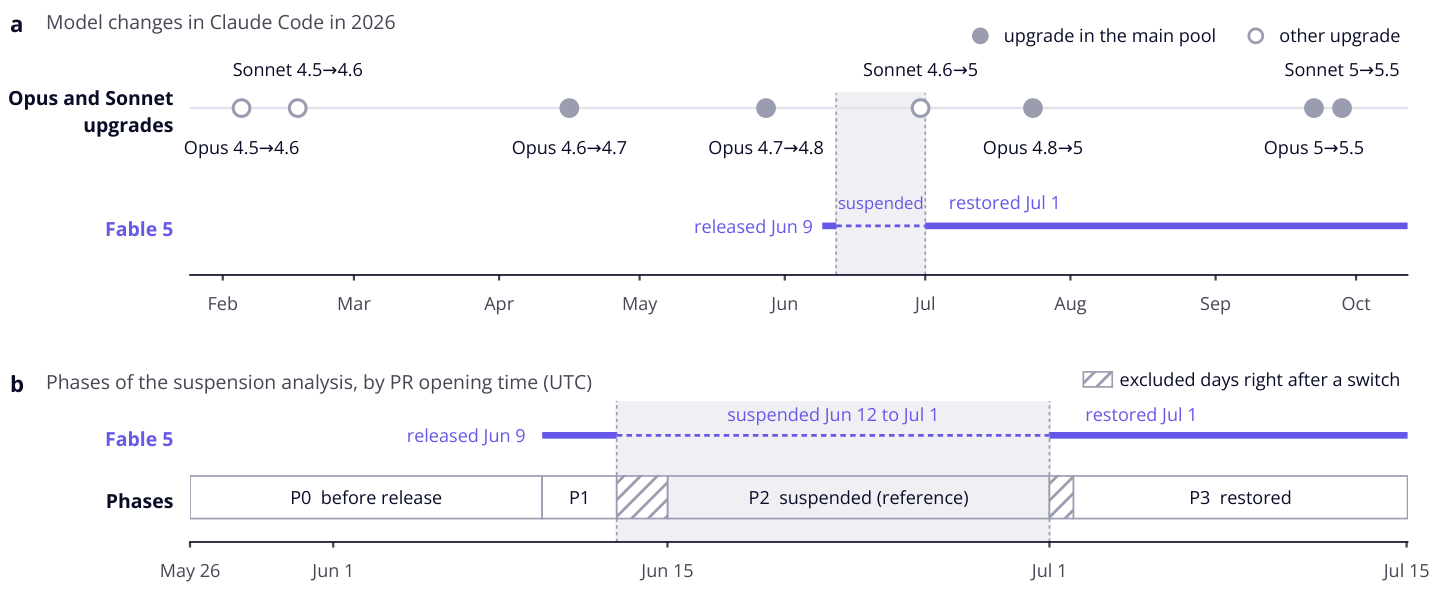 a Model changes in Claude Code in 2026
upgrade in the main pool
other upgrade
Sonnet 4.5→4.6
Sonnet 4.6→5
Sonnet 5→5.5
Opus and Sonnet
upgrades
Opus 4.5→4.6
Opus 4.6→4.7
Opus 4.7→4.8
Opus 4.8→5
Opus 5→5.5
Fable 5
released Jun 9
suspended
restored Jul 1
Feb Mar Apr May Jun Jul Aug Sep Oct
b Phases of the suspension analysis, by PR opening time (UTC)
excluded days right after a switch
Fable 5
released Jun 9
suspended Jun 12 to Jul 1
restored Jul 1
Phases
P0 before release
P1
P2 suspended (reference)
P3 restored
May 26 Jun 1 Jun 15 Jul 1 Jul 15